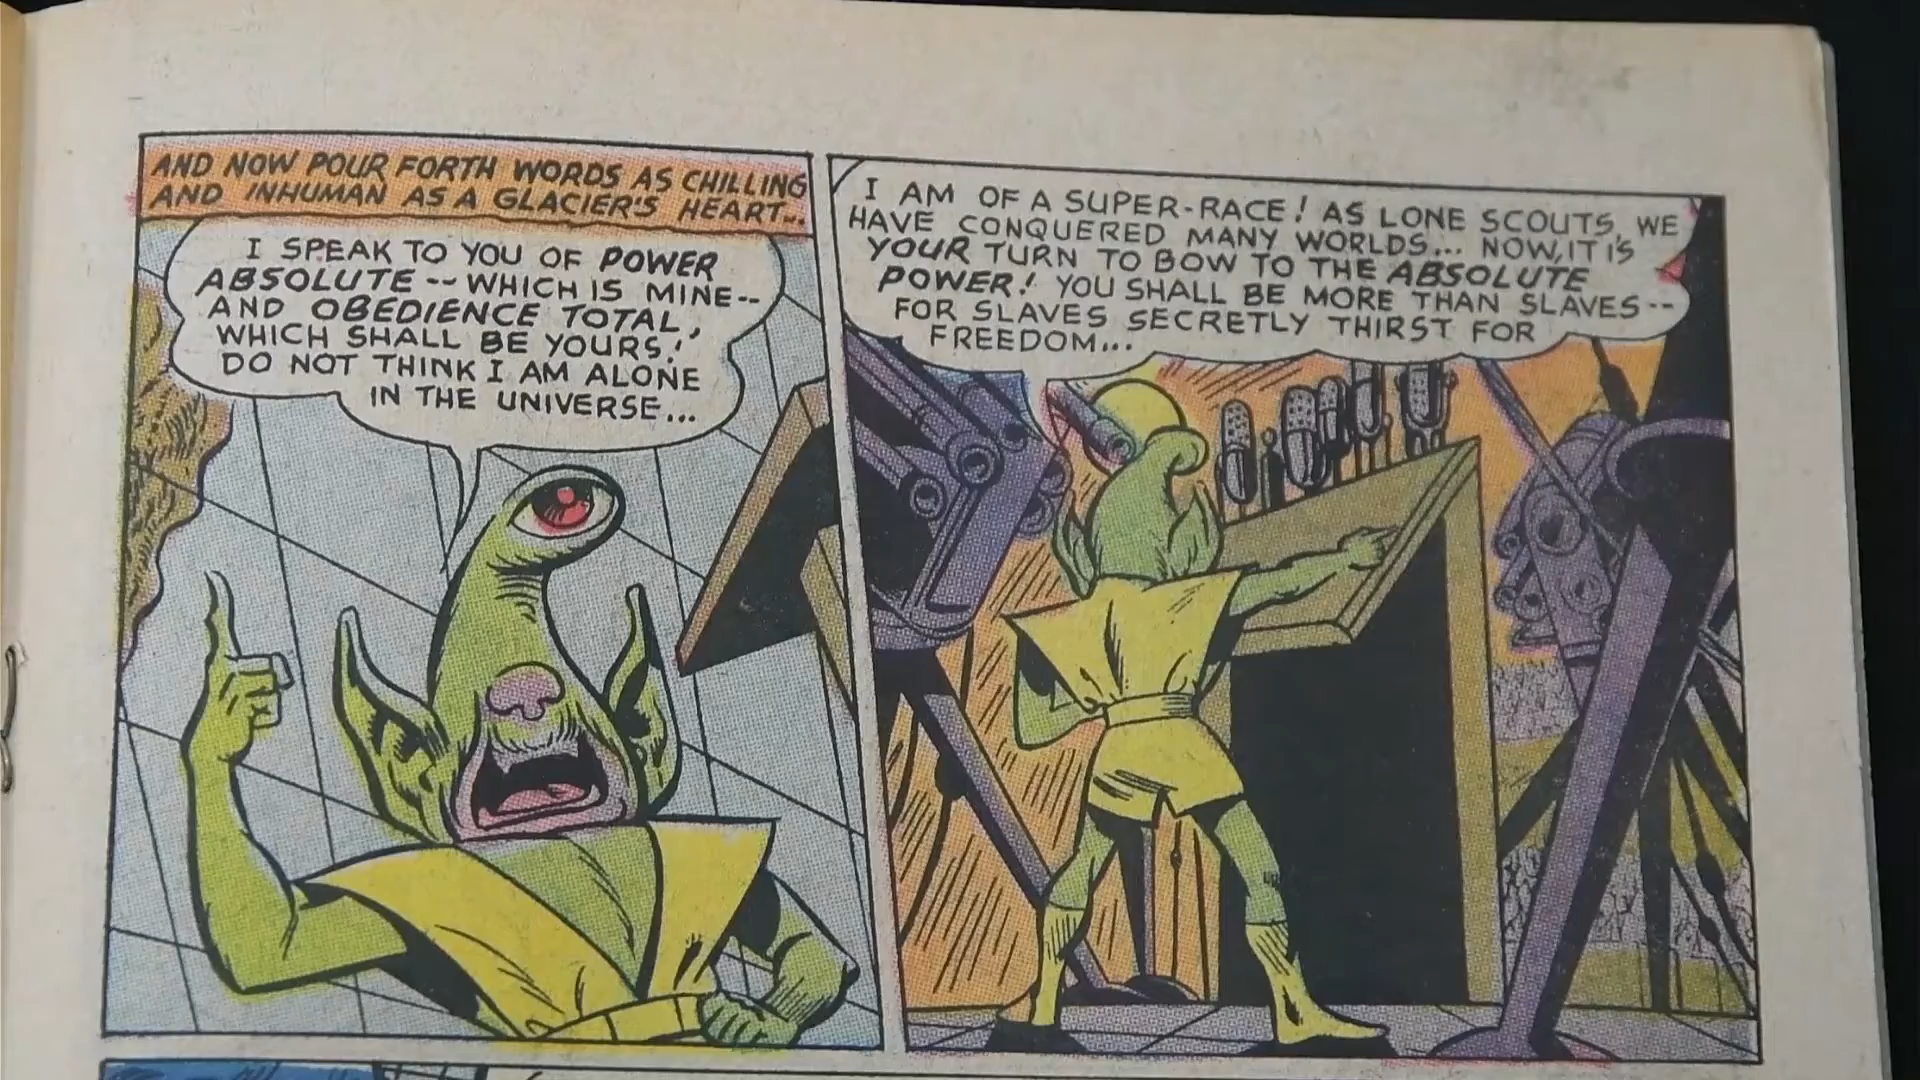 AND NOW POUR FORTH WORDS AS CHILLING
AND INHUMAN AS A GLACIER'S HEART...
I SPEAK TO YOU OF POWER
ABSOLUTE -- WHICH IS MINE --
AND OBEDIENCE TOTAL,
WHICH SHALL BE YOURS!
DO NOT THINK I AM ALONE
IN THE UNIVERSE...
I AM OF A SUPER-RACE! AS LONE SCOUTS, WE
HAVE CONQUERED MANY WORLDS... NOW, IT IS
YOUR TURN TO BOW TO THE ABSOLUTE
POWER! YOU SHALL BE MORE THAN SLAVES --
FOR SLAVES SECRETLY THIRST FOR
FREEDOM...